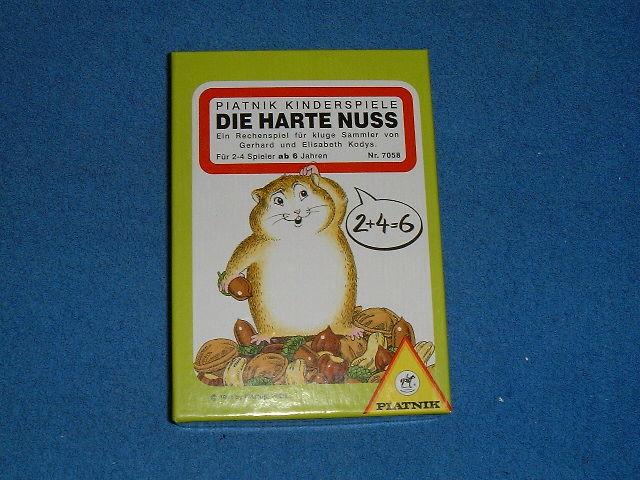 PIATNIK KINDERSPIELE
DIE HARTE NUSS
Ein Rechenspiel für kluge Sammler von
Gerhard und Elisabeth Kodys.
Für 2-4 Spieler ab 6 Jahren Nr. 7058
2+4=6
PIATNIK